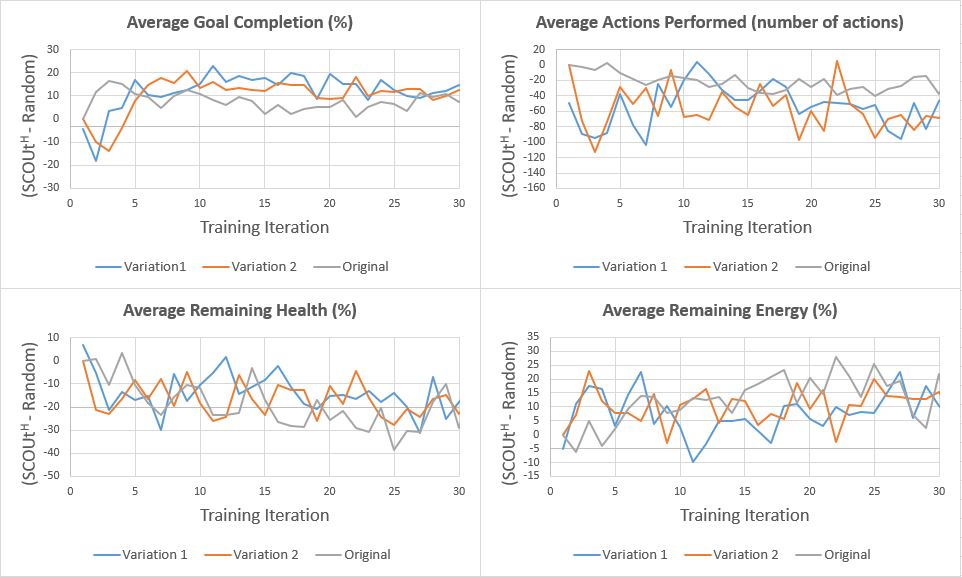 Average Goal Completion (%)
(SCOUtᴴ - Random)
30
20
10
0
-10
-20
-30
0 5 10 15 20 25 30
Training Iteration
Variation1 Variation 2 Original
Average Actions Performed (number of actions)
(SCOUtᴴ - Random)
20
0
-20
-40
-60
-80
-100
-120
-140
-160
0 5 10 15 20 25 30
Training Iteration
Variation 1 Variation 2 Original
Average Remaining Health (%)
(SCOUtᴴ - Random)
10
0
-10
-20
-30
-40
-50
0 5 10 15 20 25 30
Training Iteration
Variation 1 Variation 2 Original
Average Remaining Energy (%)
(SCOUtᴴ - Random)
35
30
25
20
15
10
5
0
-5
-10
-15
0 5 10 15 20 25 30
Training Iteration
Variation 1 Variation 2 Original